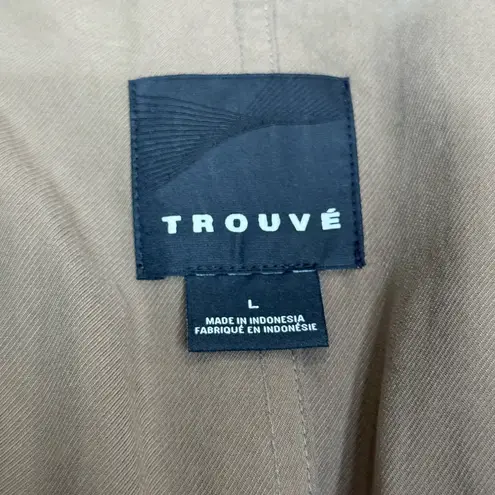 TROUVÉ
L
MADE IN INDONESIA
FABRIQUÉ EN INDONÉSIE